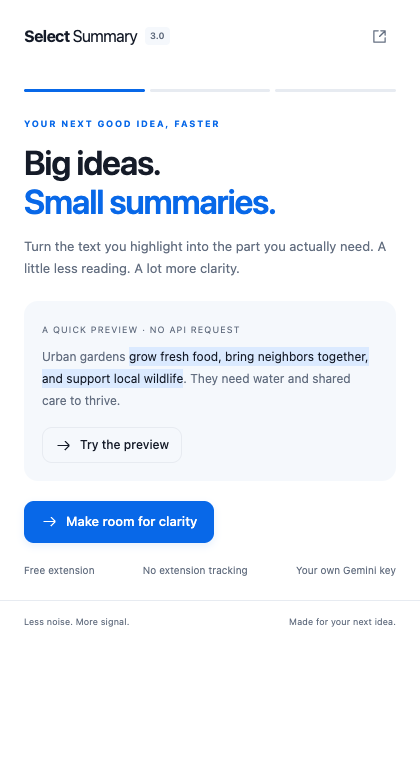 Select Summary 3.0
YOUR NEXT GOOD IDEA, FASTER
Big ideas.
Small summaries.
Turn the text you highlight into the part you actually need. A
little less reading. A lot more clarity.
A QUICK PREVIEW · NO API REQUEST
Urban gardens grow fresh food, bring neighbors together,
and support local wildlife. They need water and shared
care to thrive.
Try the preview
Make room for clarity
Free extension No extension tracking Your own Gemini key
Less noise. More signal. Made for your next idea.